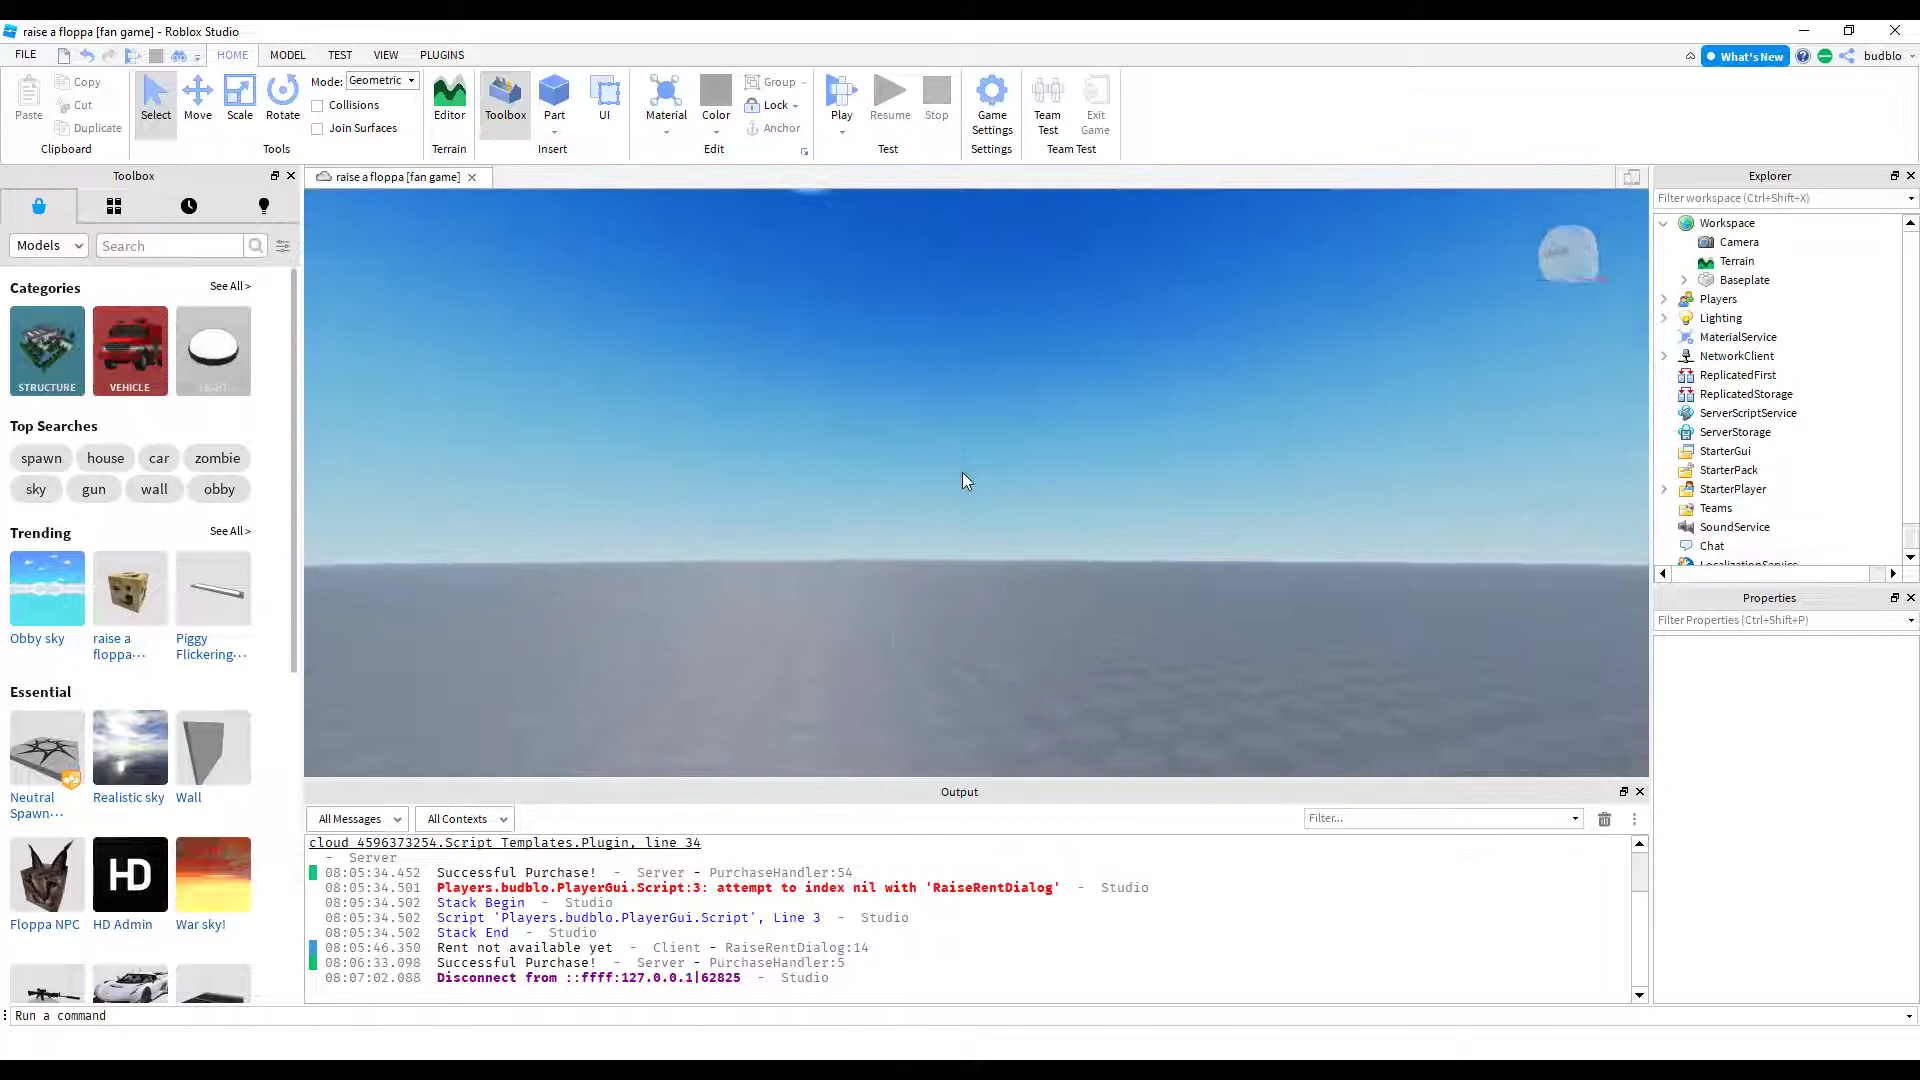 raise a floppa [fan game] - Roblox Studio
FILE HOME MODEL TEST VIEW PLUGINS What's New budblo
Paste Copy Cut Duplicate Clipboard
Select Move Scale Rotate Mode: Geometric Collisions Join Surfaces Tools
Editor Terrain
Toolbox Part UI Insert
Material Color Group Lock Anchor Edit
Play Resume Stop Test
Game Settings Settings
Team Test Exit Game Team Test
Toolbox
Models Search
Categories See All >
STRUCTURE VEHICLE LIGHT
Top Searches
spawn house car zombie
sky gun wall obby
Trending See All >
Obby sky
raise a floppa...
Piggy Flickering...
Essential
Neutral Spawn...
Realistic sky
Wall
HD
Floppa NPC HD Admin War sky!
raise a floppa [fan game]
Output
All Messages All Contexts Filter...
cloud_4596373254.Script Templates.Plugin, line 34
- Server
08:05:34.452 Successful Purchase! - Server - PurchaseHandler:54
08:05:34.501 Players.budblo.PlayerGui.Script:3: attempt to index nil with 'RaiseRentDialog' - Studio
08:05:34.502 Stack Begin - Studio
08:05:34.502 Script 'Players.budblo.PlayerGui.Script', Line 3 - Studio
08:05:34.502 Stack End - Studio
08:05:46.350 Rent not available yet - Client - RaiseRentDialog:14
08:06:33.098 Successful Purchase! - Server - PurchaseHandler:5
08:07:02.088 Disconnect from ::ffff:127.0.0.1|62825 - Studio
Run a command
Explorer
Filter workspace (Ctrl+Shift+X)
Workspace
Camera
Terrain
Baseplate
Players
Lighting
MaterialService
NetworkClient
ReplicatedFirst
ReplicatedStorage
ServerScriptService
ServerStorage
StarterGui
StarterPack
StarterPlayer
Teams
SoundService
Chat
LocalizationService
Properties
Filter Properties (Ctrl+Shift+P)